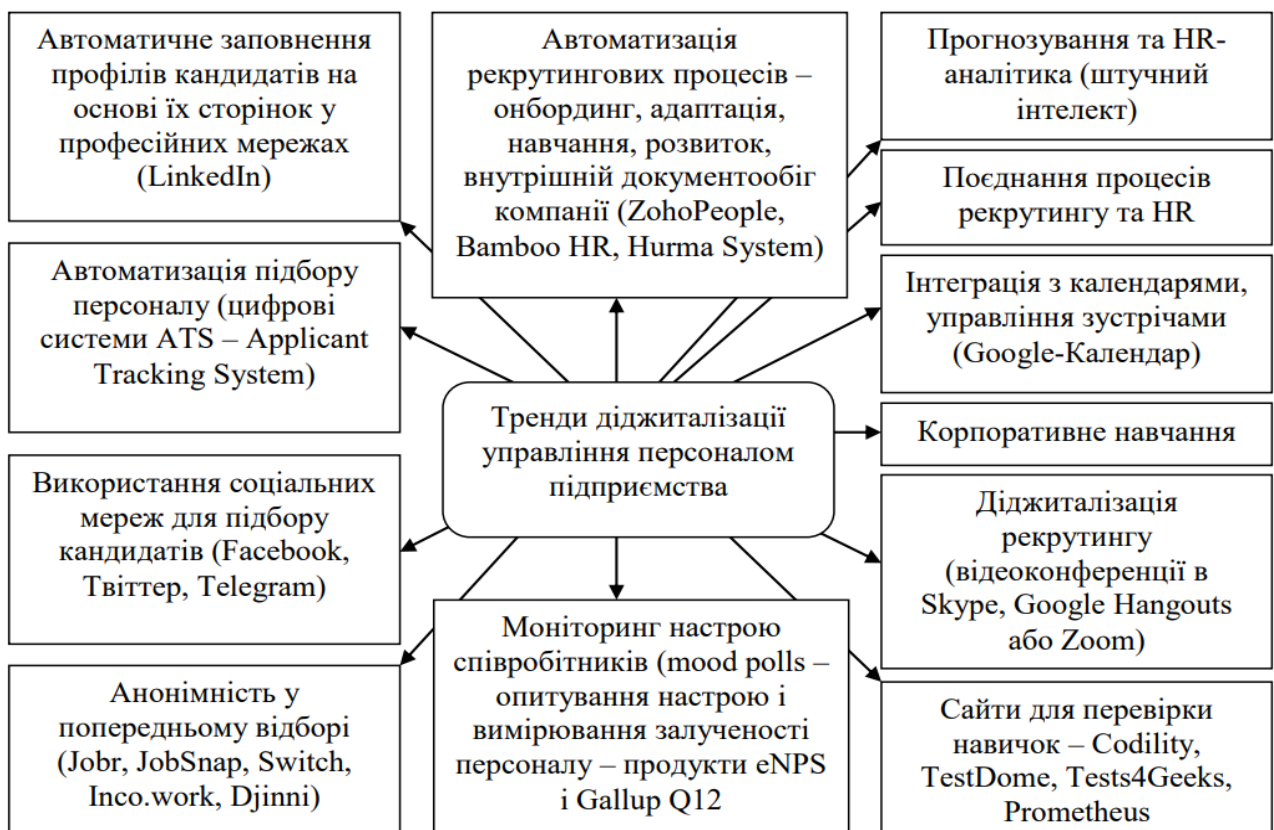 Автоматичне заповнення
профілів кандидатів на
основі їх сторінок у
професійних мережах
(LinkedIn)
Автоматизація підбору
персоналу (цифрові
системи ATS – Applicant
Tracking System)
Використання соціальних
мереж для підбору
кандидатів (Facebook,
Твіттер, Telegram)
Анонімність у
попередньому відборі
(Jobr, JobSnap, Switch,
Inco.work, Djinni)
Автоматизація
рекрутингових процесів –
онбординг, адаптація,
навчання, розвиток,
внутрішній документообіг
компанії (ZohoPeople,
Bamboo HR, Hurma System)
Тренди діджиталізації
управління персоналом
підприємства
Моніторинг настрою
співробітників (mood polls –
опитування настрою і
вимірювання залученості
персоналу – продукти eNPS
і Gallup Q12
Прогнозування та HR-
аналітика (штучний
інтелект)
Поєднання процесів
рекрутингу та HR
Інтеграція з календарями,
управління зустрічами
(Google-Календар)
Корпоративне навчання
Діджиталізація
рекрутингу
(відеоконференції в
Skype, Google Hangouts
або Zoom)
Сайти для перевірки
навичок – Codility,
TestDome, Tests4Geeks,
Prometheus